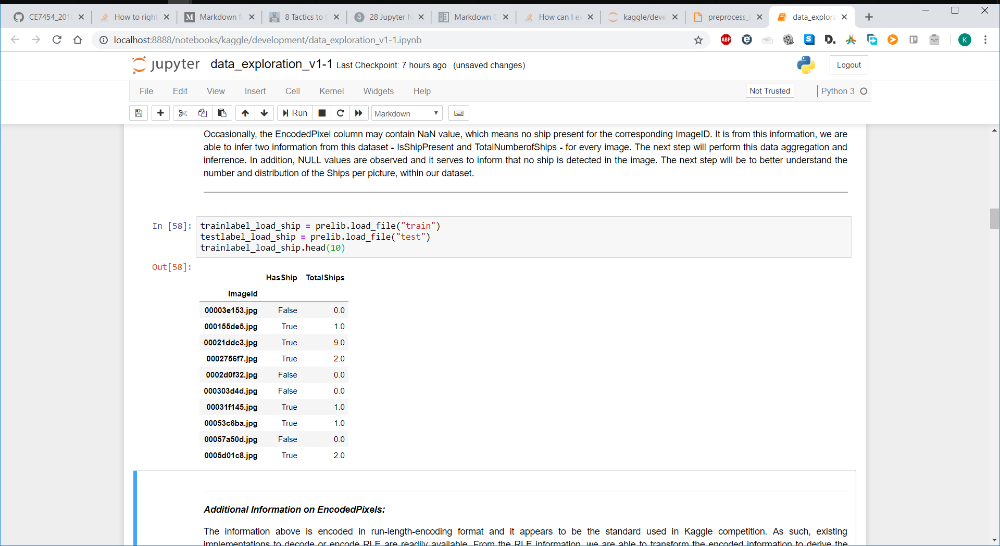 CE7454_201
How to right
Markdown fo
8 Tactics to
28 Jupyter N
Markdown C
How can I e
kaggle/deve
preprocess_
data_explora
localhost:8888/notebooks/kaggle/development/data_exploration_v1-1.ipynb
ABP
S
D.
K
jupyter data_exploration_v1-1 Last Checkpoint: 7 hours ago (unsaved changes)
Logout
File Edit View Insert Cell Kernel Widgets Help
Not Trusted
Python 3
Run
Markdown
Occasionally, the EncodedPixel column may contain NaN value, which means no ship present for the corresponding ImageID. It is from this information, we are
able to infer two information from this dataset - IsShipPresent and TotalNumberofShips - for every image. The next step will perform this data aggregation and
inferrence. In addition, NULL values are observed and it serves to inform that no ship is detected in the image. The next step will be to better understand the
number and distribution of the Ships per picture, within our dataset.
In [58]: trainlabel_load_ship = prelib.load_file("train")
testlabel_load_ship = prelib.load_file("test")
trainlabel_load_ship.head(10)
Out[58]:
HasShip TotalShips
ImageId
00003e153.jpg False 0.0
000155de5.jpg True 1.0
00021ddc3.jpg True 9.0
0002756f7.jpg True 2.0
0002d0f32.jpg False 0.0
000303d4d.jpg False 0.0
00031f145.jpg True 1.0
00053c6ba.jpg True 1.0
00057a50d.jpg False 0.0
0005d01c8.jpg True 2.0
Additional Information on EncodedPixels:
The information above is encoded in run-length-encoding format and it appears to be the standard used in Kaggle competition. As such, existing
implementations to decode or encode RLE are readily available. From the RLE information, we are able to transform the encoded information to derive the